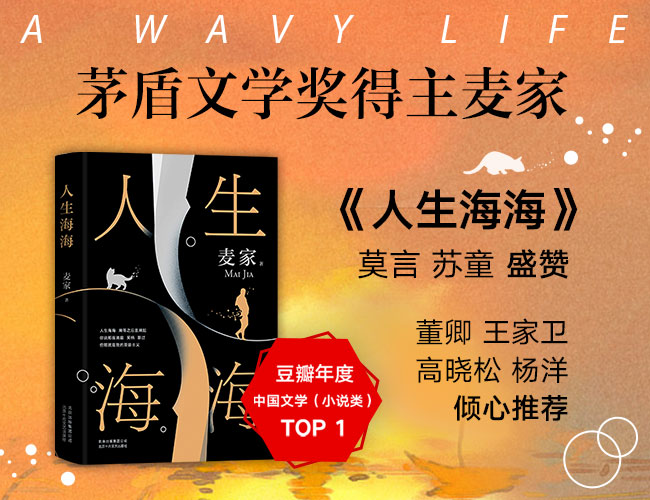 A WAVY LIFE
茅盾文学奖得主麦家
《人生海海》
莫言 苏童 盛赞
董卿 王家卫
高晓松 杨洋
倾心推荐
人生海海
麦家 著
人生
麦家 著
MAI JIA
海海
豆瓣年度
中国文学（小说类）
TOP 1